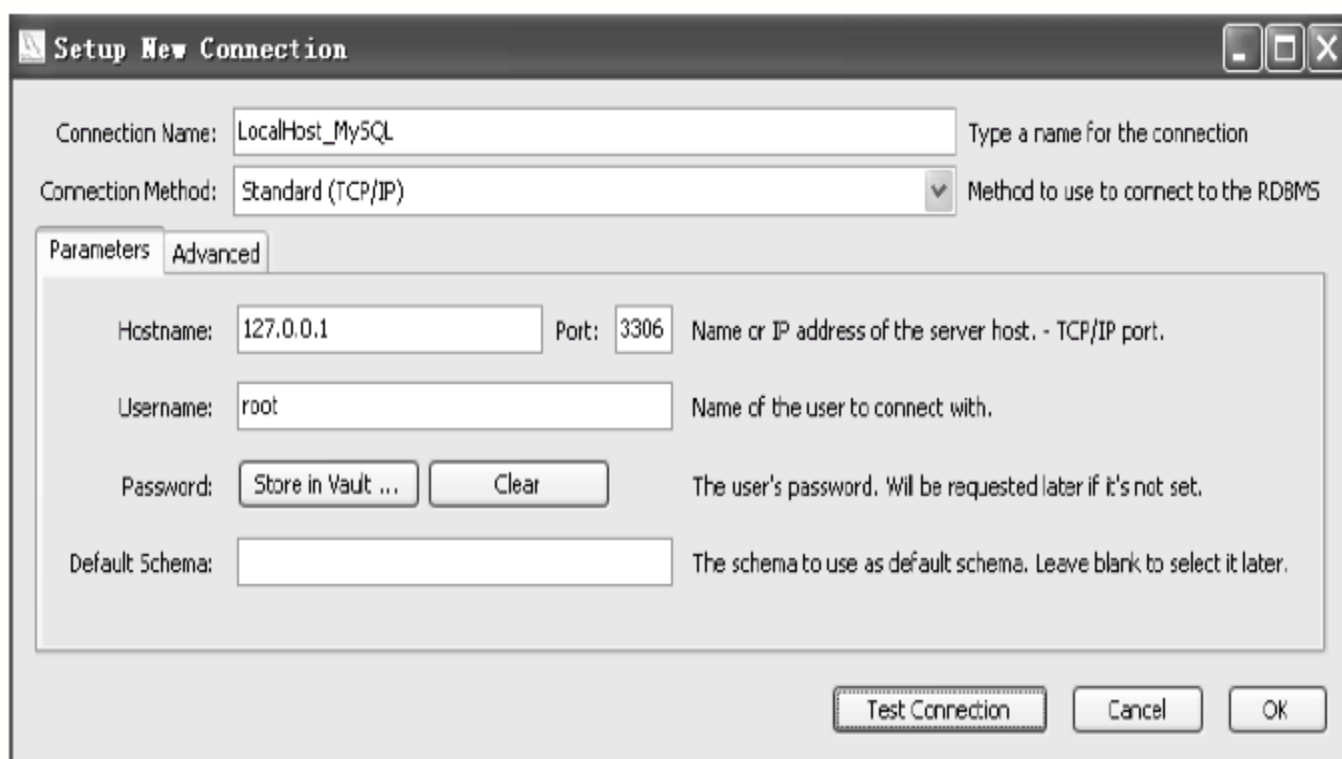 Setup New Connection
Connection Name: LocalHost_MySQL Type a name for the connection
Connection Method: Standard (TCP/IP) Method to use to connect to the RDBMS
Parameters Advanced
Hostname: 127.0.0.1 Port: 3306 Name or IP address of the server host. - TCP/IP port.
Username: root Name of the user to connect with.
Password: Store in Vault ... Clear The user's password. Will be requested later if it's not set.
Default Schema: The schema to use as default schema. Leave blank to select it later.
Test Connection Cancel OK